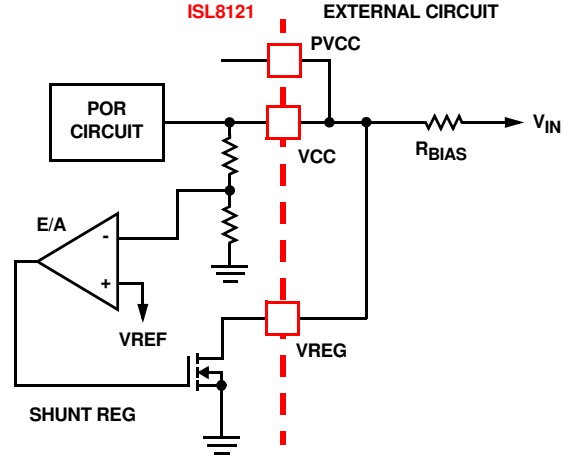 ISL8121
EXTERNAL CIRCUIT
PVCC
POR
CIRCUIT
VCC
RBIAS
VIN
E/A
-
+
VREF
VREG
SHUNT REG